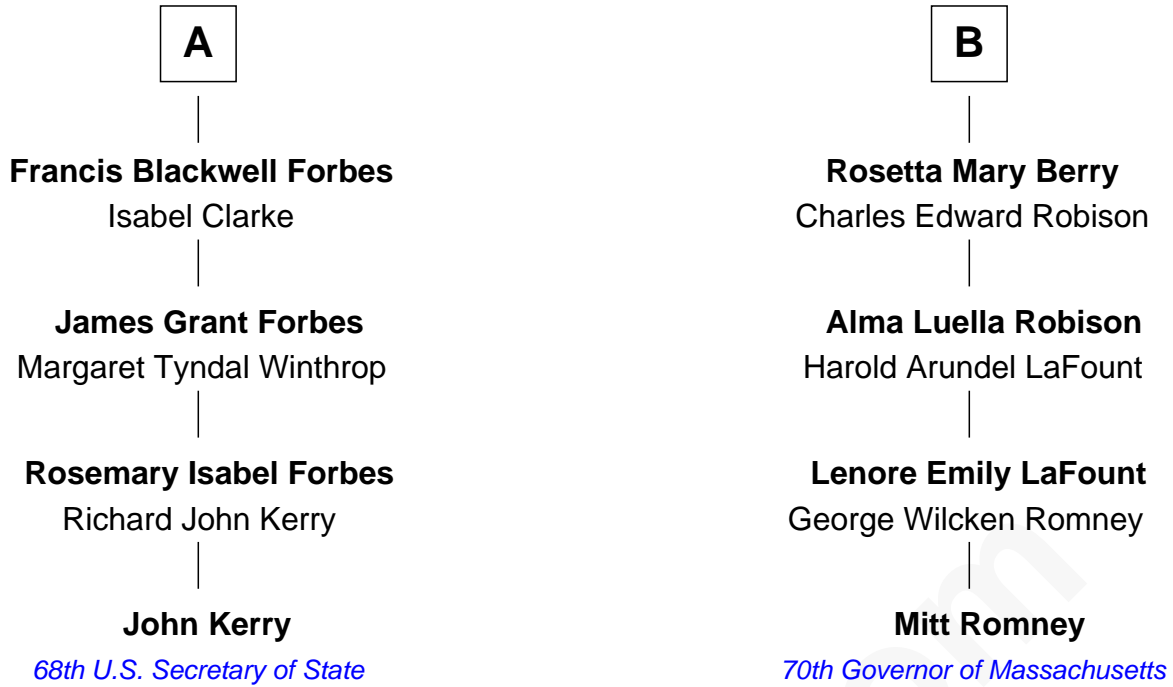 A
Francis Blackwell Forbes
Isabel Clarke
James Grant Forbes
Margaret Tyndal Winthrop
Rosemary Isabel Forbes
Richard John Kerry
John Kerry
68th U.S. Secretary of State
B
Rosetta Mary Berry
Charles Edward Robison
Alma Luella Robison
Harold Arundel LaFount
Lenore Emily LaFount
George Wilcken Romney
Mitt Romney
70th Governor of Massachusetts